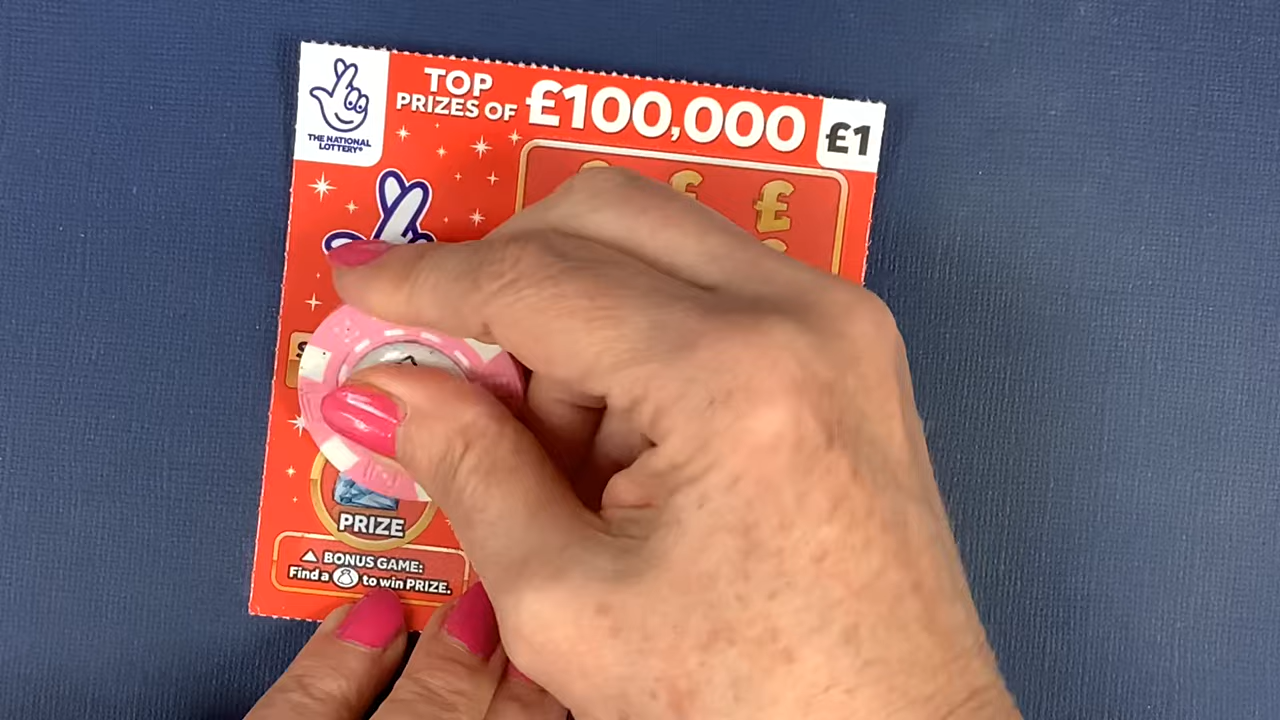 TOP
PRIZES OF £100,000
£1
THE NATIONAL
LOTTERY®
£ £
PRIZE
BONUS GAME:
Find a to win PRIZE.